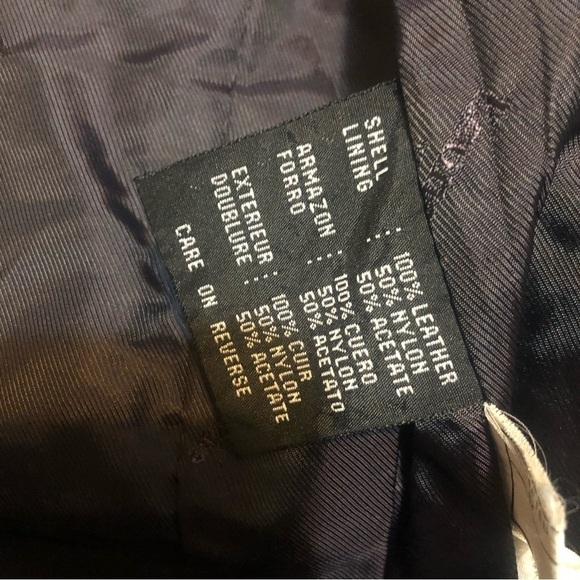 SHELL : 100% LEATHER
LINING : 50% NYLON
50% ACETATE
ARMAZON : 100% CUERO
FORRO : 50% NYLON
50% ACETATO
EXTERIEUR : 100% CUIR
DOUBLURE : 50% NYLON
50% ACETATE
CARE ON REVERSE